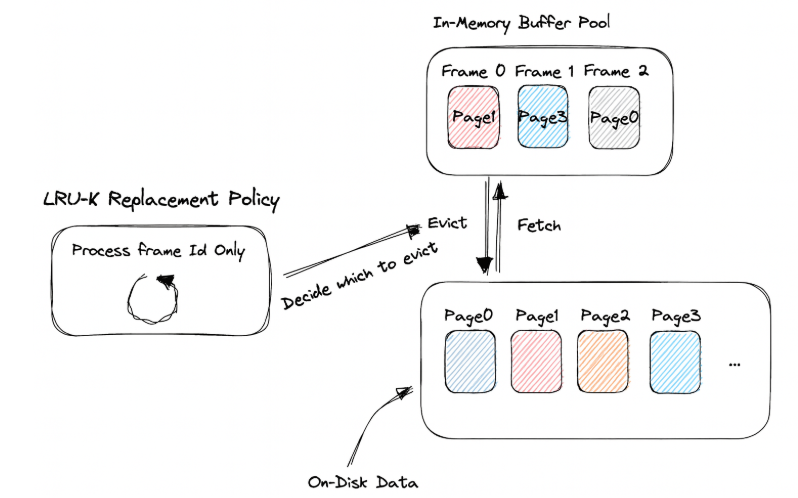 In-Memory Buffer Pool
Frame 0 Frame 1 Frame 2
Page1 Page3 Page0
LRU-K Replacement Policy
Process frame Id Only
Decide which to evict
Evict
Fetch
Page0 Page1 Page2 Page3
...
On-Disk Data